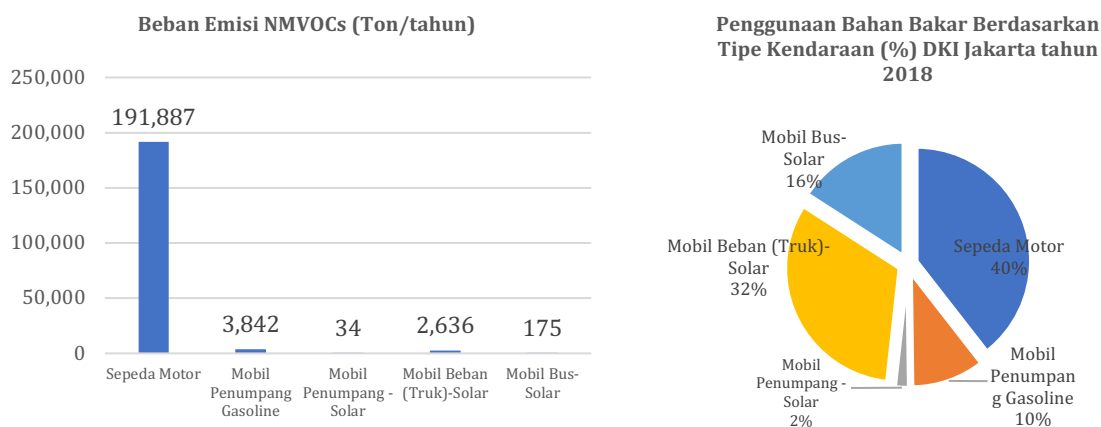 Beban Emisi NMVOCs (Ton/tahun)
250,000
200,000
150,000
100,000
50,000
0
191,887
3,842
34
2,636
175
Sepeda Motor
Mobil
Penumpang
Gasoline
Mobil
Penumpang -
Solar
Mobil Beban
(Truk)-Solar
Mobil Bus-
Solar
Penggunaan Bahan Bakar Berdasarkan
Tipe Kendaraan (%) DKI Jakarta tahun
2018
Mobil Bus-
Solar
16%
Sepeda Motor
40%
Mobil Beban (Truk)-
Solar
32%
Mobil
Penumpang -
Solar
2%
Mobil
Penumpan
g Gasoline
10%